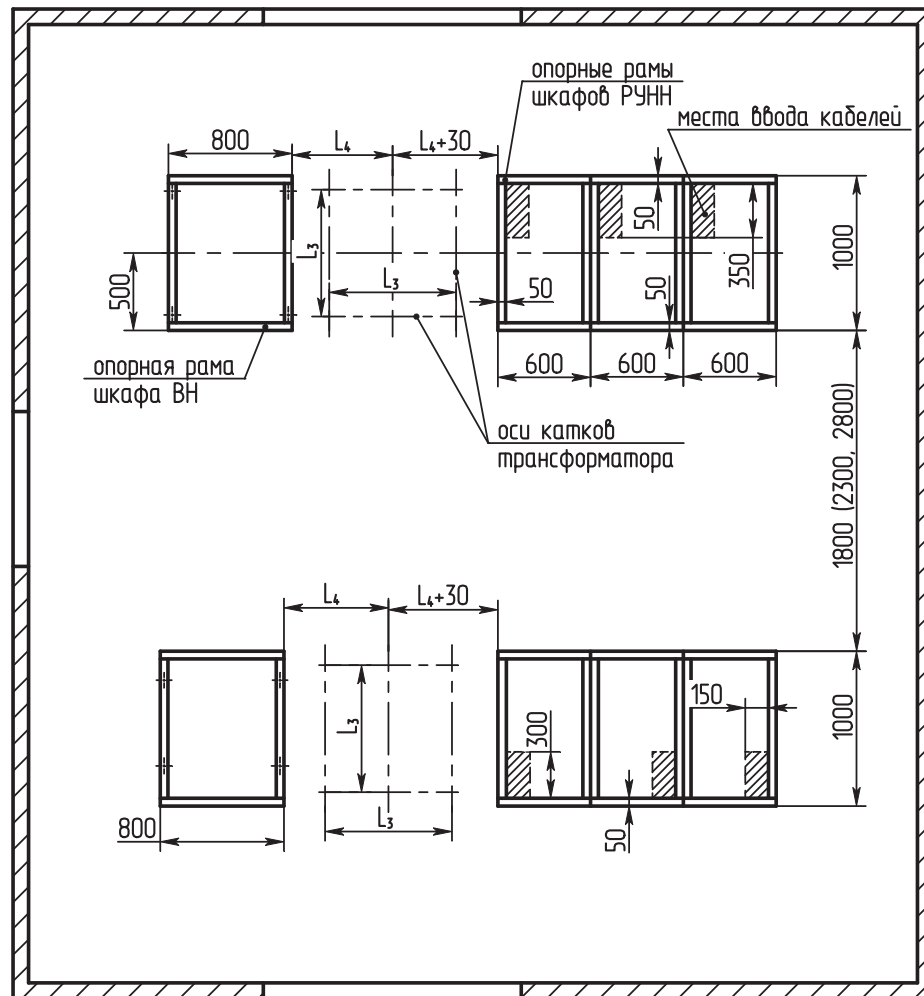 опорные рамы
шкафов РУНН
места ввода кабелей
800
L₄
L₄+30
50
350
1000
L₃
L₃
500
50
50
600
600
600
опорная рама
шкафа ВН
оси катков
трансформатора
1800 (2300, 2800)
L₄
L₄+30
150
300
L₃
1000
L₃
800
50